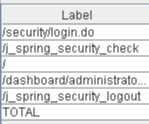 Label
/security/login.do
/j_spring_security_check
/
/dashboard/administrato...
/j_spring_security_logout
TOTAL